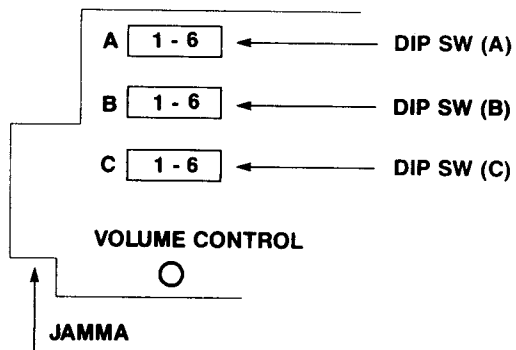 A 1 - 6 DIP SW (A)
B 1 - 6 DIP SW (B)
C 1 - 6 DIP SW (C)
VOLUME CONTROL
JAMMA